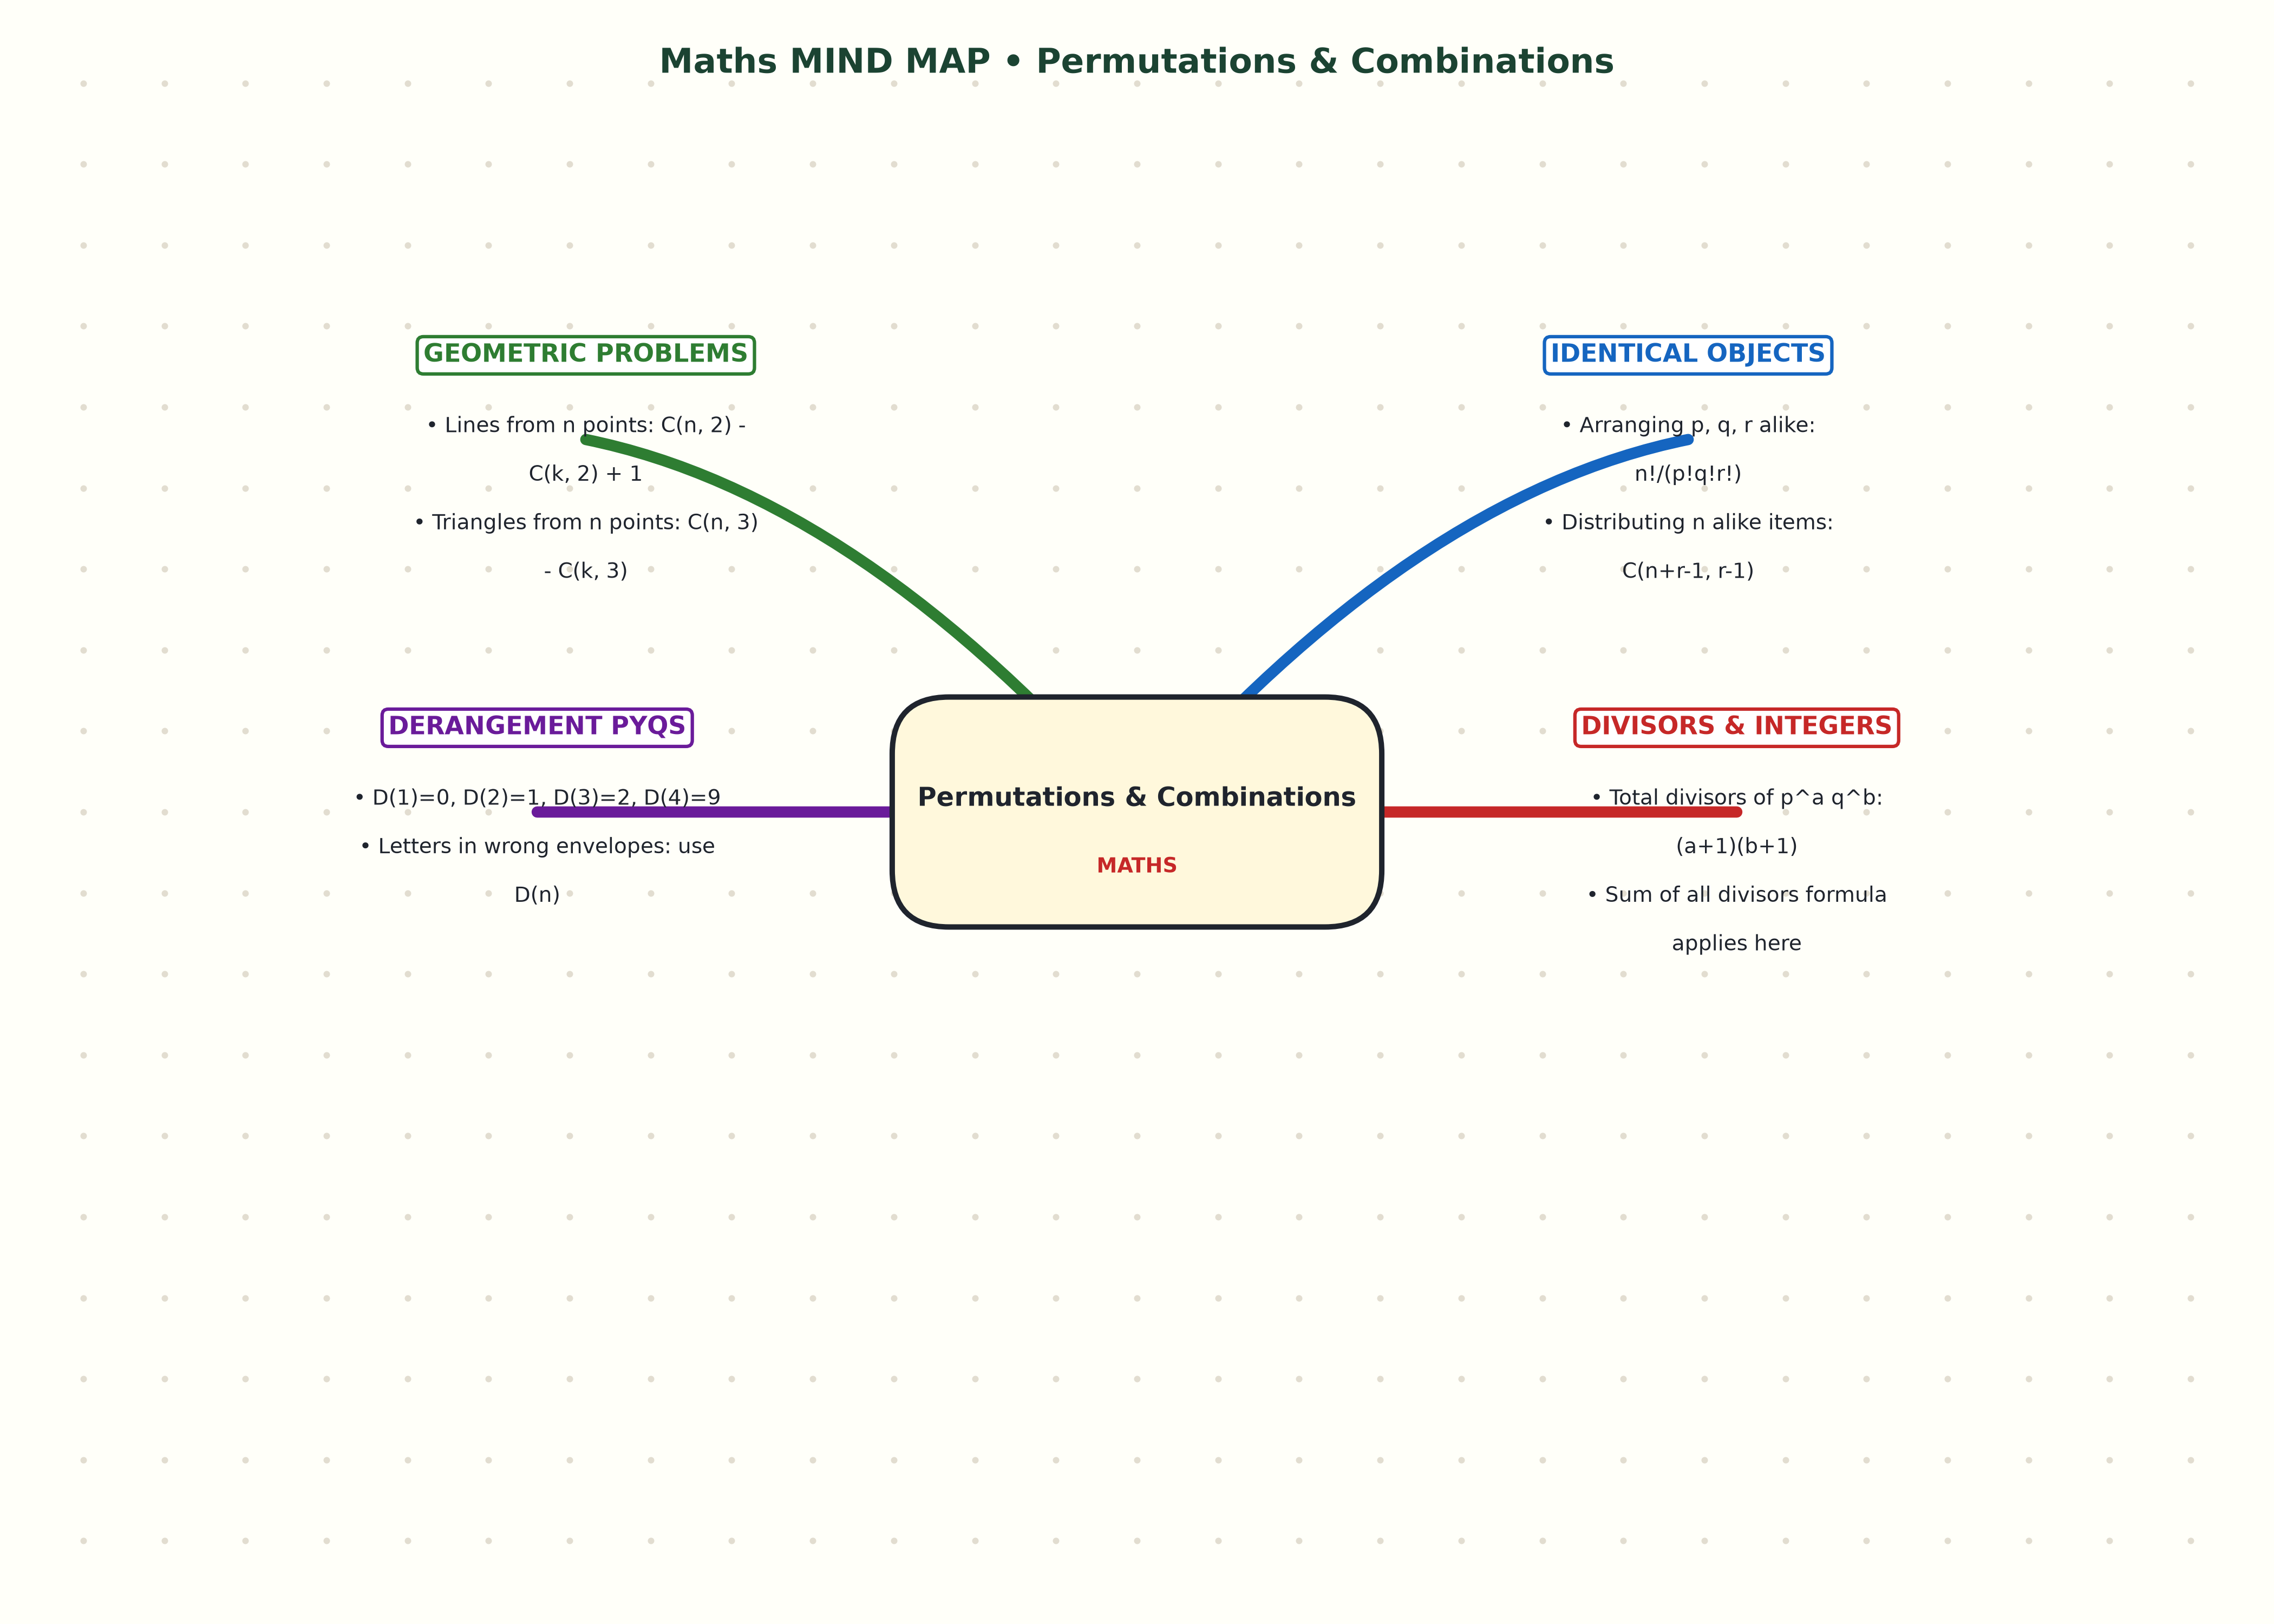 Maths MIND MAP • Permutations & Combinations
GEOMETRIC PROBLEMS
• Lines from n points: C(n, 2) -
C(k, 2) + 1
• Triangles from n points: C(n, 3)
- C(k, 3)
IDENTICAL OBJECTS
• Arranging p, q, r alike:
n!/(p!q!r!)
• Distributing n alike items:
C(n+r-1, r-1)
DERANGEMENT PYQS
• D(1)=0, D(2)=1, D(3)=2, D(4)=9
• Letters in wrong envelopes: use
D(n)
Permutations & Combinations
MATHS
DIVISORS & INTEGERS
• Total divisors of p^a q^b:
(a+1)(b+1)
• Sum of all divisors formula
applies here